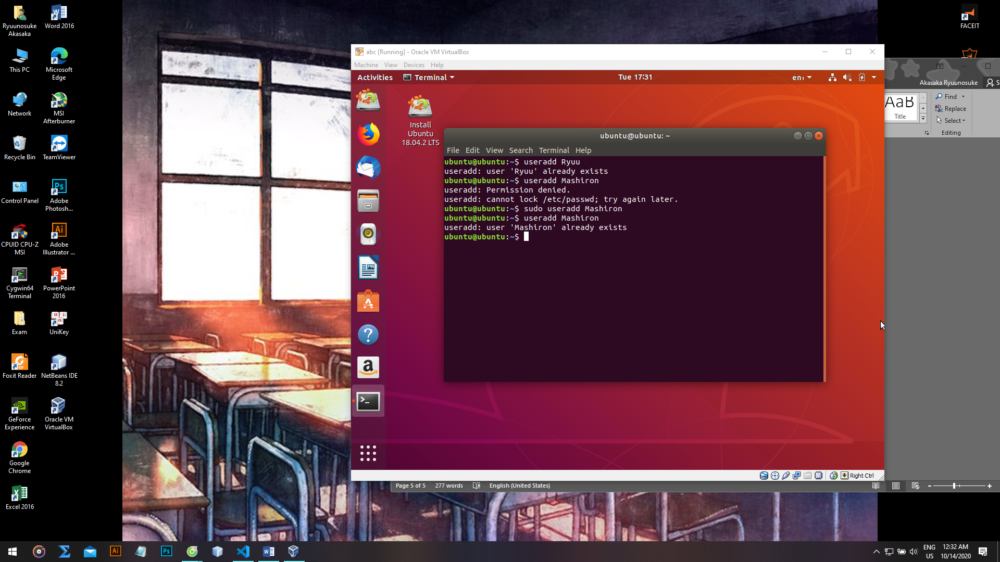 Ryuunosuke
Akasaka
Word 2016
This PC
Microsoft
Edge
Network
MSI
Afterburner
Recycle Bin
TeamViewer
Control Panel
Adobe
Photosh...
CPUID CPU-Z
MSI
Adobe
Illustrator ...
Cygwin64
Terminal
PowerPoint
2016
Exam
UniKey
Foxit Reader
NetBeans IDE
8.2
GeForce
Experience
Oracle VM
VirtualBox
Google
Chrome
Excel 2016
FACEIT
abc [Running] - Oracle VM VirtualBox
Machine View Devices Help
Activities Terminal Tue 17:31 en₁
Install
Ubuntu
18.04.2 LTS
ubuntu@ubuntu: ~
File Edit View Search Terminal Help
ubuntu@ubuntu:~$ useradd Ryuu
useradd: user 'Ryuu' already exists
ubuntu@ubuntu:~$ useradd Mashiron
useradd: Permission denied.
useradd: cannot lock /etc/passwd; try again later.
ubuntu@ubuntu:~$ sudo useradd Mashiron
ubuntu@ubuntu:~$ useradd Mashiron
useradd: user 'Mashiron' already exists
ubuntu@ubuntu:~$
Right Ctrl
Akasaka Ryuunosuke S
AaB
Title
Find
Replace
Select
Editing
Page 5 of 5 277 words English (United States)
ENG
US
12:32 AM
10/14/2020